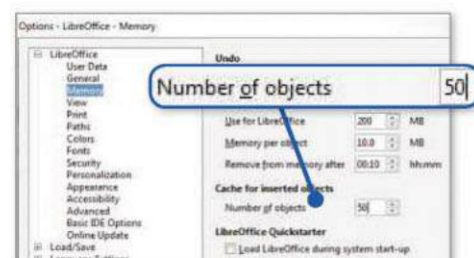 Options - LibreOffice - Memory
LibreOffice
User Data
General
Memory
View
Print
Paths
Colors
Fonts
Security
Personalization
Appearance
Accessibility
Advanced
Basic IDE Options
Online Update
Load/Save
Undo
Number of objects 50
Use for LibreOffice 200 MB
Memory per object 10.0 MB
Remove from memory after 00:10 hh:mm
Cache for inserted objects
Number of objects 50
LibreOffice Quickstarter
Load LibreOffice during system start-up